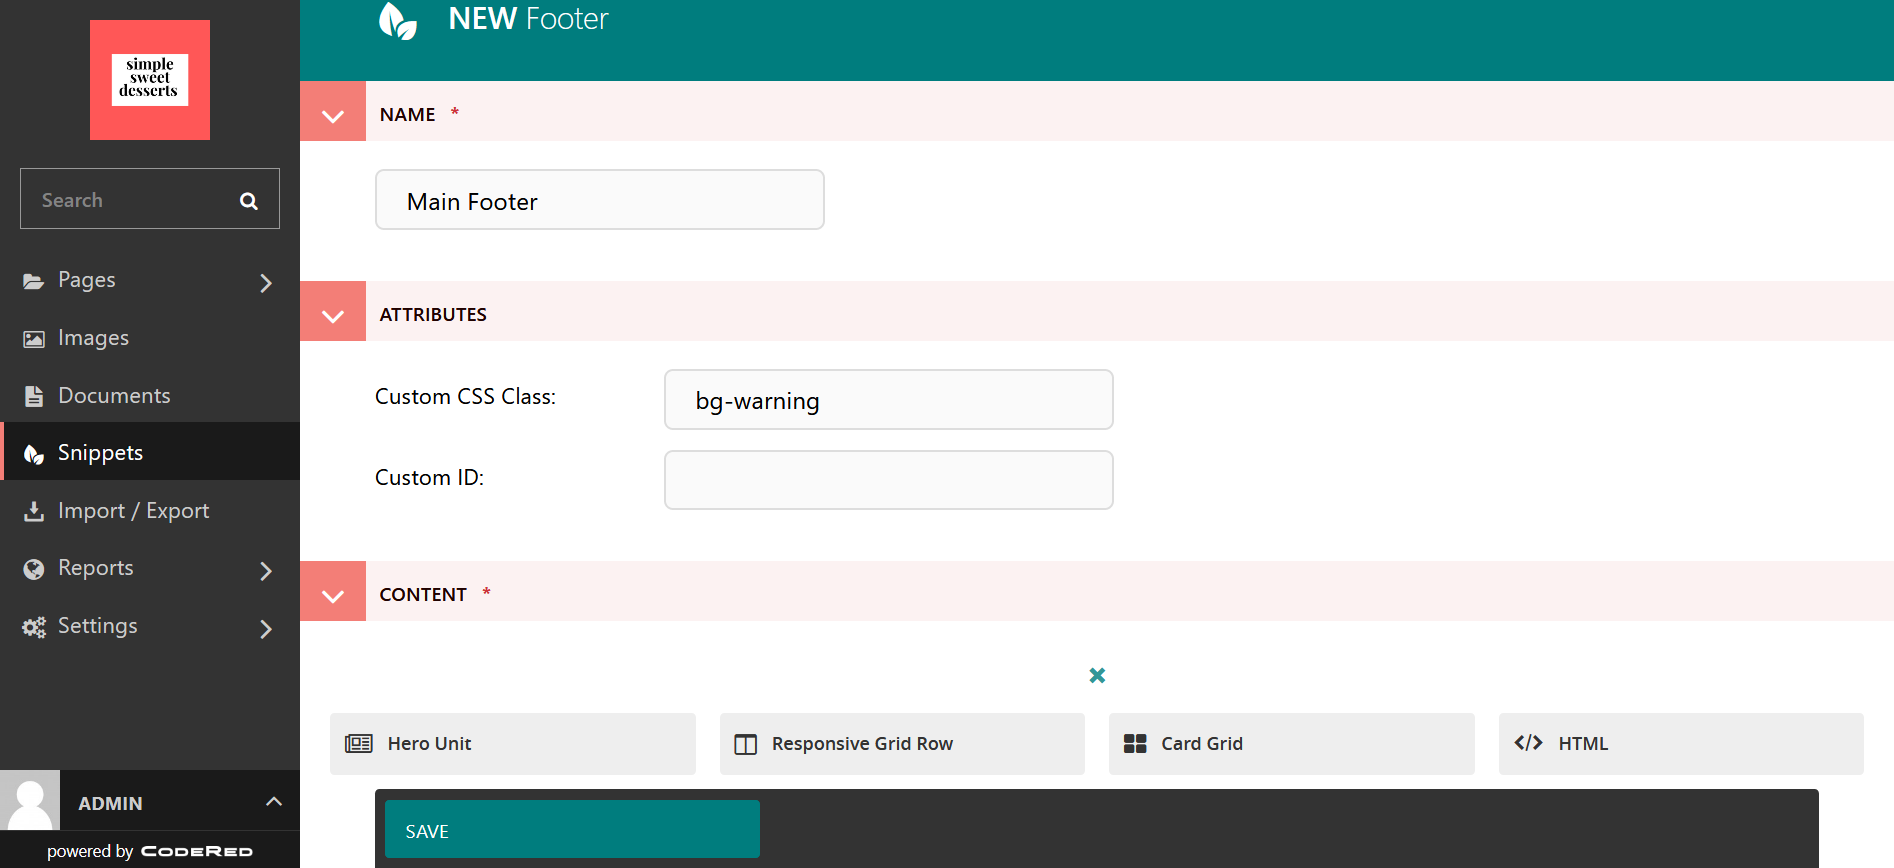 simple
sweet
desserts
Search
Pages
Images
Documents
Snippets
Import / Export
Reports
Settings
ADMIN
powered by CODERED
NEW Footer
NAME *
Main Footer
ATTRIBUTES
Custom CSS Class:
bg-warning
Custom ID:
CONTENT *
Hero Unit
Responsive Grid Row
Card Grid
</> HTML
SAVE